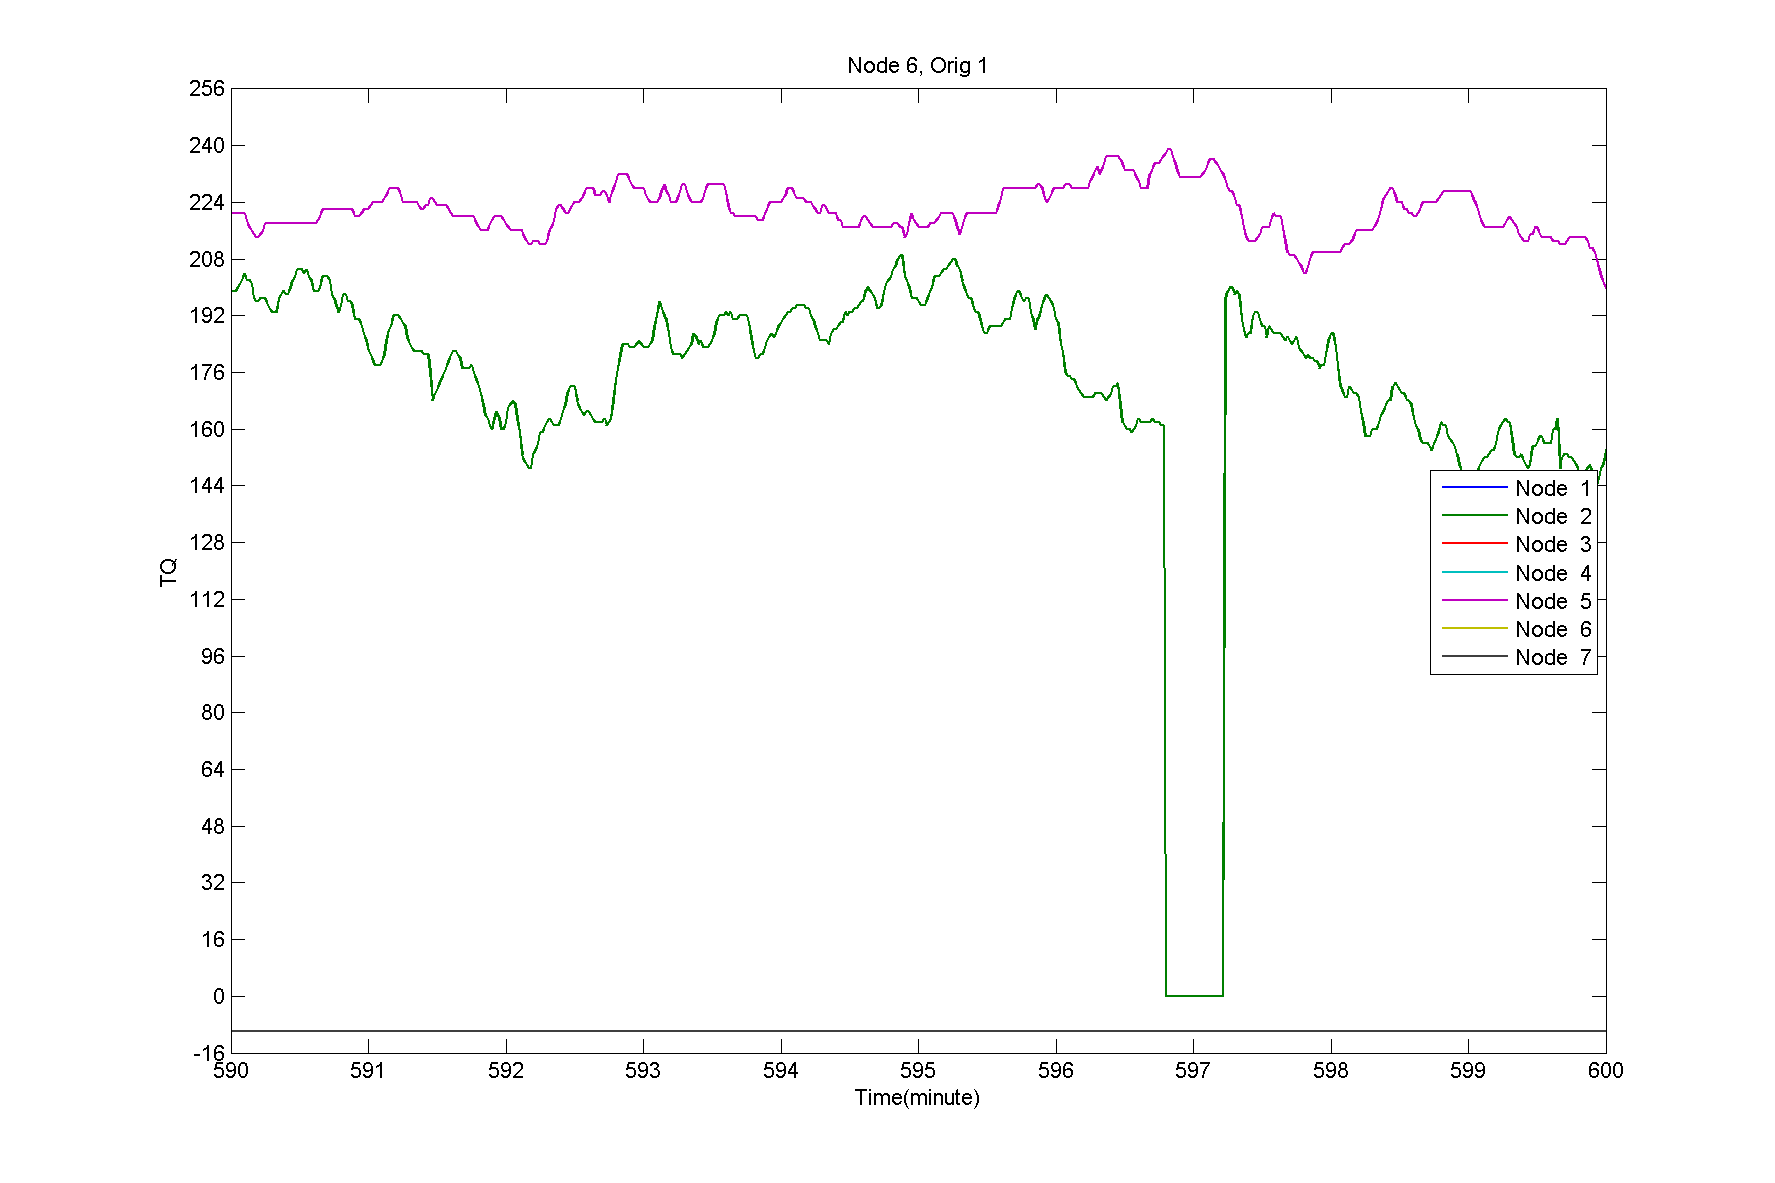 Node 6, Orig 1
256
240
224
208
192
176
160
144
128
112
96
80
64
48
32
16
0
-16
TQ
590 591 592 593 594 595 596 597 598 599 600
Time(minute)
Node 1
Node 2
Node 3
Node 4
Node 5
Node 6
Node 7